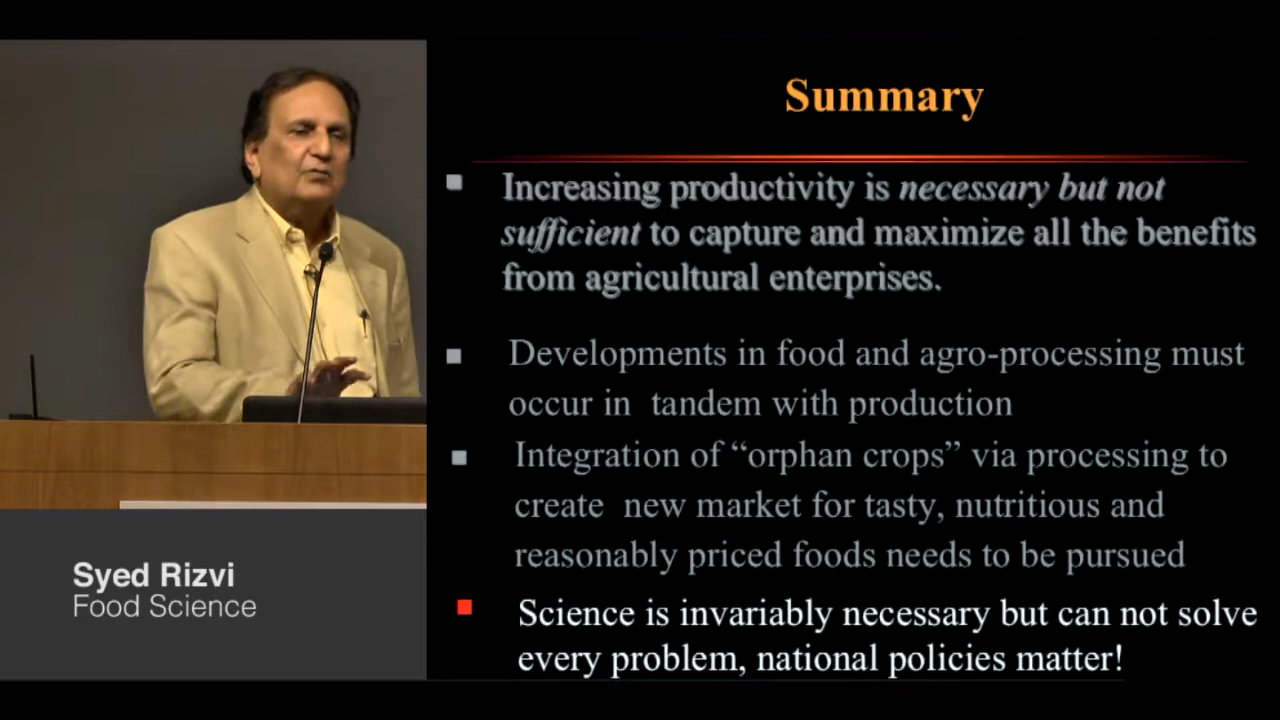 Summary
Increasing productivity is necessary but not
sufficient to capture and maximize all the benefits
from agricultural enterprises.
Developments in food and agro-processing must
occur in tandem with production
Integration of “orphan crops” via processing to
create new market for tasty, nutritious and
reasonably priced foods needs to be pursued
Science is invariably necessary but can not solve
every problem, national policies matter!
Syed Rizvi
Food Science